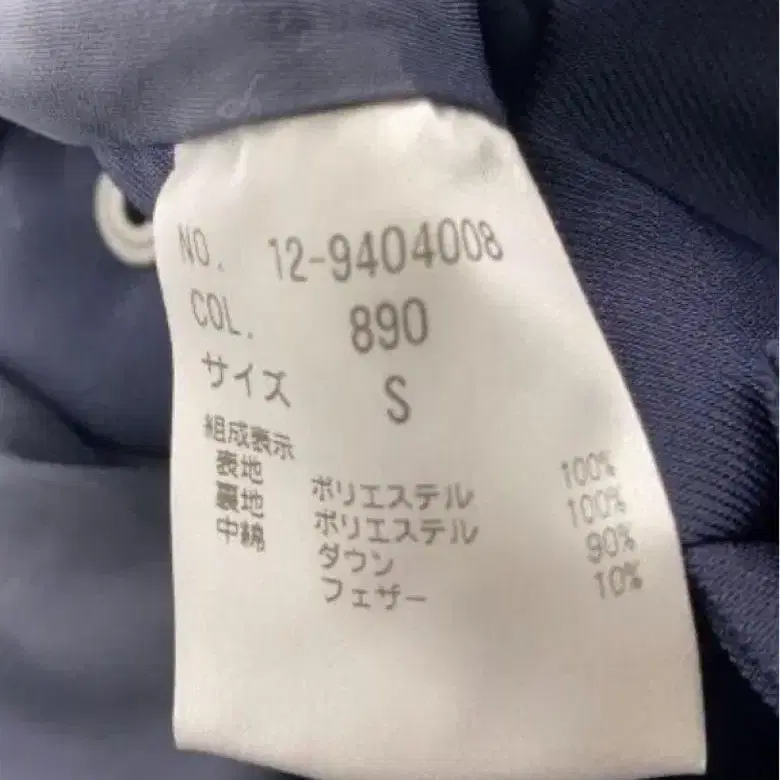 NO. 12-9404008
COL. 890
サイズ S
組成表示
表地 ポリエステル 100%
裏地 ポリエステル 100%
中綿 ダウン 90%
フェザー 10%